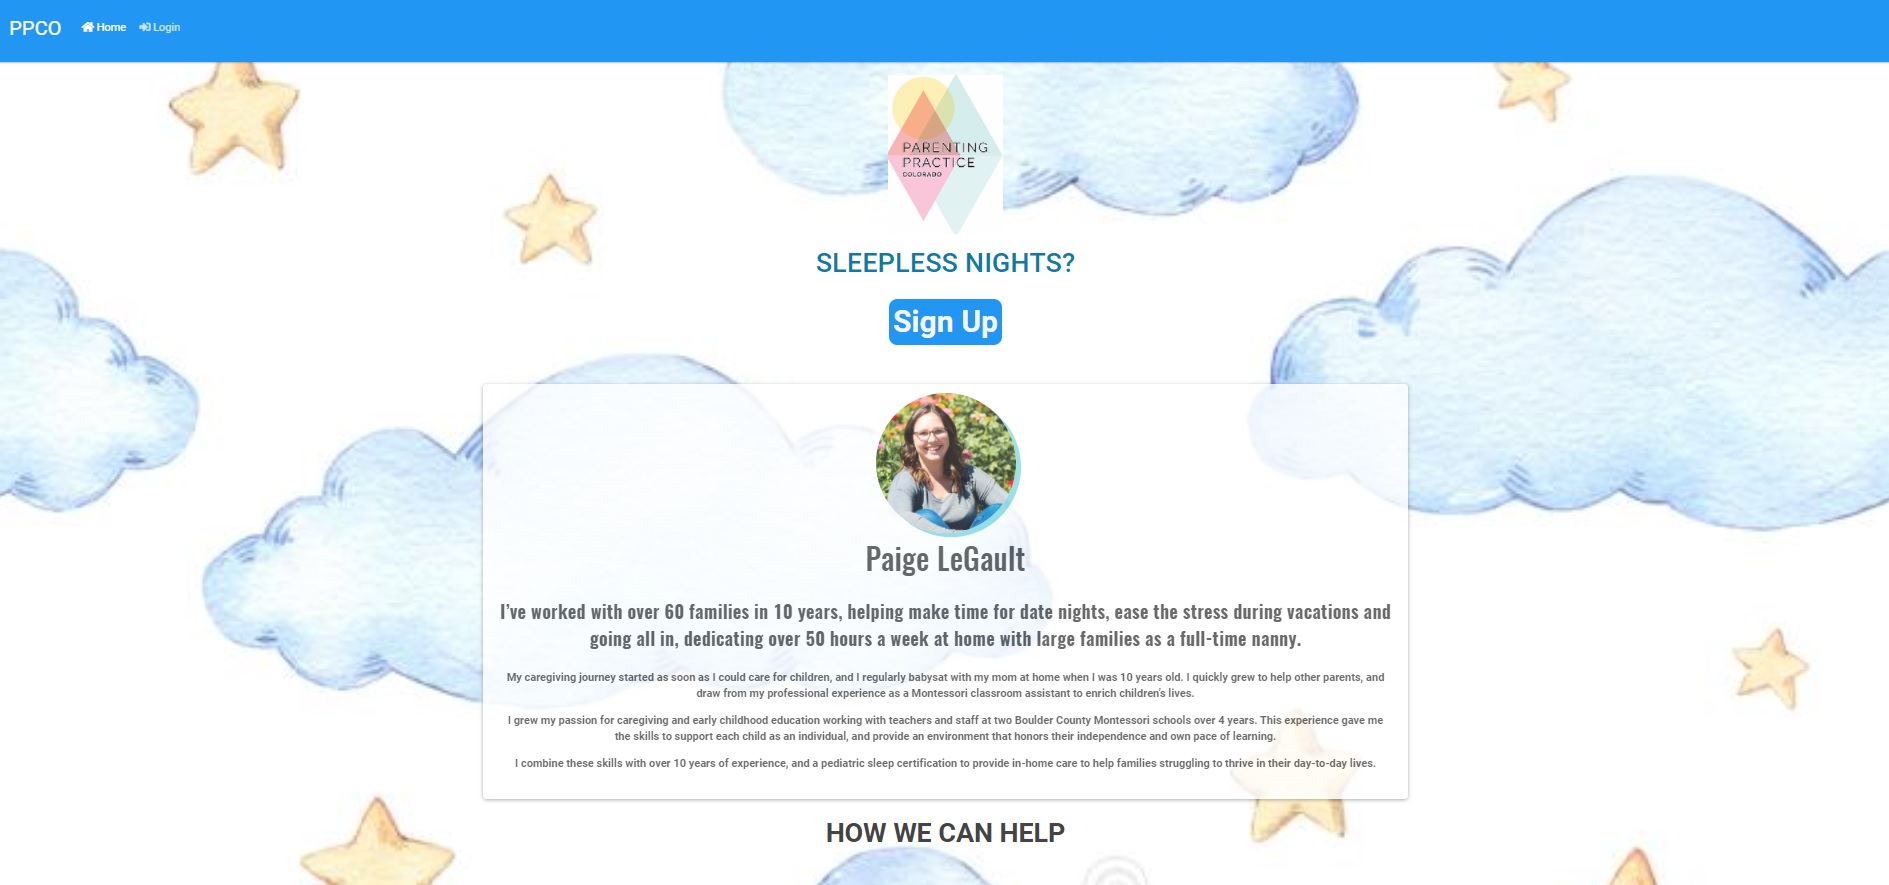 PPCO
Home
Login
PARENTING
PRACTICE
COLORADO
SLEEPLESS NIGHTS?
Sign Up
Paige LeGault
I’ve worked with over 60 families in 10 years, helping make time for date nights, ease the stress during vacations and
going all in, dedicating over 50 hours a week at home with large families as a full-time nanny.
My caregiving journey started as soon as I could care for children, and I regularly babysat with my mom at home when I was 10 years old. I quickly grew to help other parents, and
draw from my professional experience as a Montessori classroom assistant to enrich children’s lives.
I grew my passion for caregiving and early childhood education working with teachers and staff at two Boulder County Montessori schools over 4 years. This experience gave me
the skills to support each child as an individual, and provide an environment that honors their independence and own pace of learning.
I combine these skills with over 10 years of experience, and a pediatric sleep certification to provide in-home care to help families struggling to thrive in their day-to-day lives.
HOW WE CAN HELP